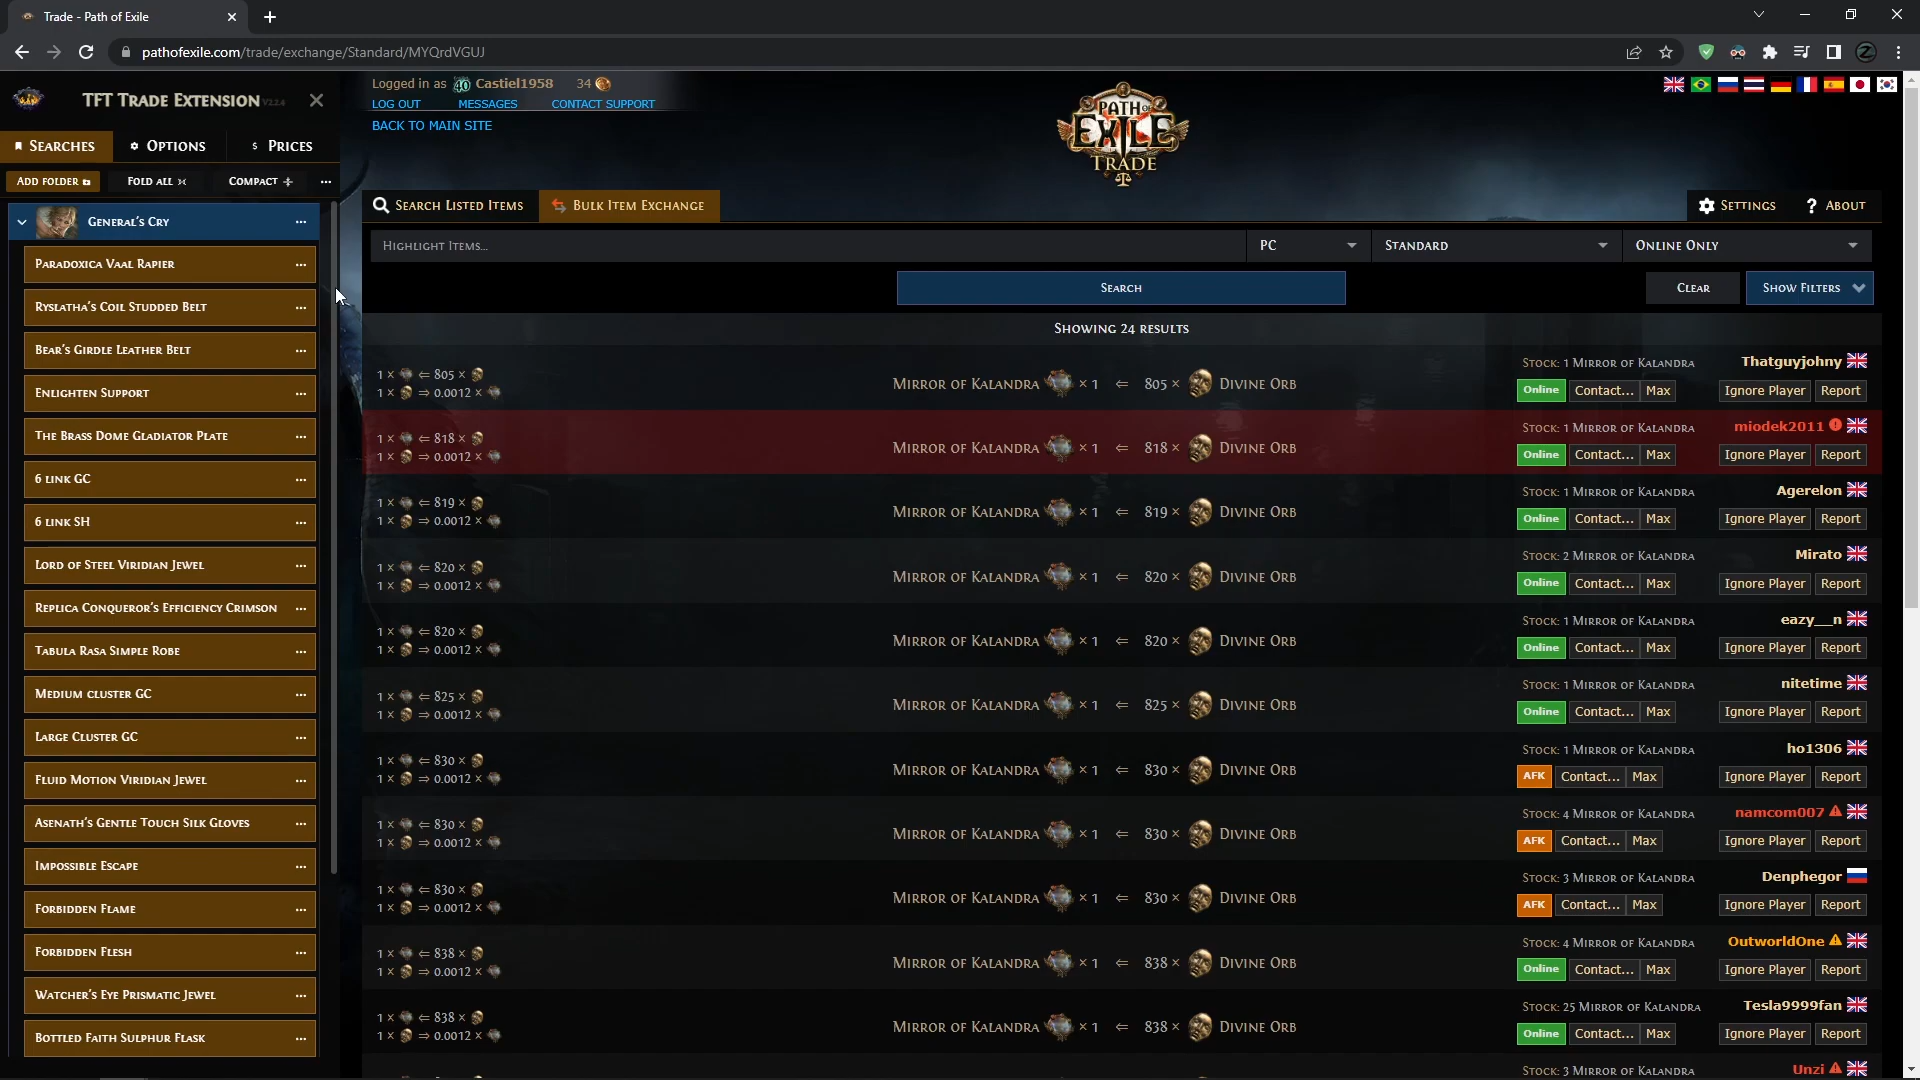 Trade - Path of Exile
pathofexile.com/trade/exchange/Standard/MYQrdVGUJ
TFT Trade Extension V2.2.4
Searches
Options
$ Prices
Add Folder
Fold All
Compact
General's Cry
Paradoxica Vaal Rapier
Ryslatha's Coil Studded Belt
Bear's Girdle Leather Belt
Enlighten Support
The Brass Dome Gladiator Plate
6 link GC
6 link SH
Lord of Steel Viridian Jewel
Replica Conqueror's Efficiency Crimson
Tabula Rasa Simple Robe
Medium cluster GC
Large Cluster GC
Fluid Motion Viridian Jewel
Asenath's Gentle Touch Silk Gloves
Impossible Escape
Forbidden Flame
Forbidden Flesh
Watcher's Eye Prismatic Jewel
Bottled Faith Sulphur Flask
Logged in as 40 Castiel1958 34
LOG OUT MESSAGES CONTACT SUPPORT
BACK TO MAIN SITE
PATH OF EXILE
TRADE
Search Listed Items
Bulk Item Exchange
Settings
? About
Highlight Items...
PC
Standard
Online Only
Search
Clear
Show Filters
Showing 24 results
1 × ⇐ 805 ×
1 × ⇒ 0.0012 ×
Mirror of Kalandra × 1 ⇐ 805 × Divine Orb
Stock: 1 Mirror of Kalandra
Thatguyjohny
Online Contact... Max
Ignore Player Report
1 × ⇐ 818 ×
1 × ⇒ 0.0012 ×
Mirror of Kalandra × 1 ⇐ 818 × Divine Orb
Stock: 1 Mirror of Kalandra
miodek2011
Online Contact... Max
Ignore Player Report
1 × ⇐ 819 ×
1 × ⇒ 0.0012 ×
Mirror of Kalandra × 1 ⇐ 819 × Divine Orb
Stock: 1 Mirror of Kalandra
Agerelon
Online Contact... Max
Ignore Player Report
1 × ⇐ 820 ×
1 × ⇒ 0.0012 ×
Mirror of Kalandra × 1 ⇐ 820 × Divine Orb
Stock: 2 Mirror of Kalandra
Mirato
Online Contact... Max
Ignore Player Report
1 × ⇐ 820 ×
1 × ⇒ 0.0012 ×
Mirror of Kalandra × 1 ⇐ 820 × Divine Orb
Stock: 1 Mirror of Kalandra
eazy__n
Online Contact... Max
Ignore Player Report
1 × ⇐ 825 ×
1 × ⇒ 0.0012 ×
Mirror of Kalandra × 1 ⇐ 825 × Divine Orb
Stock: 1 Mirror of Kalandra
nitetime
Online Contact... Max
Ignore Player Report
1 × ⇐ 830 ×
1 × ⇒ 0.0012 ×
Mirror of Kalandra × 1 ⇐ 830 × Divine Orb
Stock: 1 Mirror of Kalandra
ho1306
AFK Contact... Max
Ignore Player Report
1 × ⇐ 830 ×
1 × ⇒ 0.0012 ×
Mirror of Kalandra × 1 ⇐ 830 × Divine Orb
Stock: 4 Mirror of Kalandra
namcom007
AFK Contact... Max
Ignore Player Report
1 × ⇐ 830 ×
1 × ⇒ 0.0012 ×
Mirror of Kalandra × 1 ⇐ 830 × Divine Orb
Stock: 3 Mirror of Kalandra
Denphegor
AFK Contact... Max
Ignore Player Report
1 × ⇐ 838 ×
1 × ⇒ 0.0012 ×
Mirror of Kalandra × 1 ⇐ 838 × Divine Orb
Stock: 4 Mirror of Kalandra
OutworldOne
Online Contact... Max
Ignore Player Report
1 × ⇐ 838 ×
1 × ⇒ 0.0012 ×
Mirror of Kalandra × 1 ⇐ 838 × Divine Orb
Stock: 25 Mirror of Kalandra
Tesla9999fan
Online Contact... Max
Ignore Player Report
Stock: 3 Mirror of Kalandra
Unzi